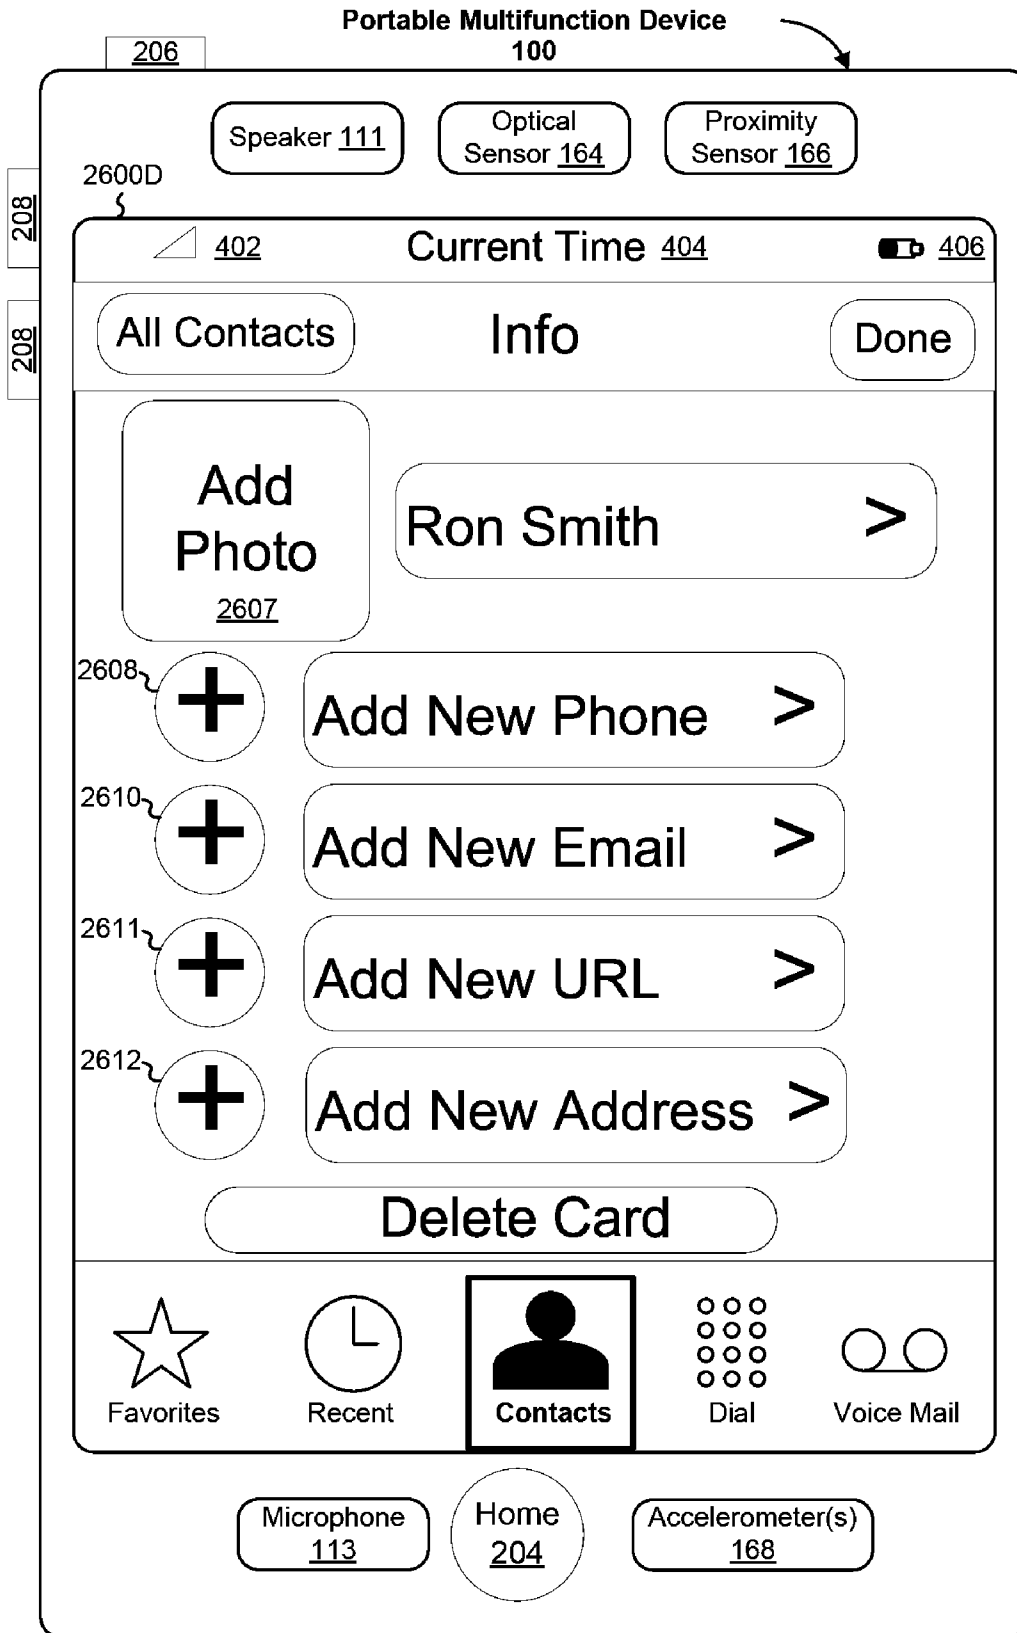 Portable Multifunction Device
100
206
Speaker 111
Optical
Sensor 164
Proximity
Sensor 166
2600D
208
208
402
Current Time 404
406
All Contacts
Info
Done
Add
Photo
2607
Ron Smith >
2608
+
Add New Phone >
2610
+
Add New Email >
2611
+
Add New URL >
2612
+
Add New Address >
Delete Card
Favorites
Recent
Contacts
Dial
Voice Mail
Microphone
113
Home
204
Accelerometer(s)
168